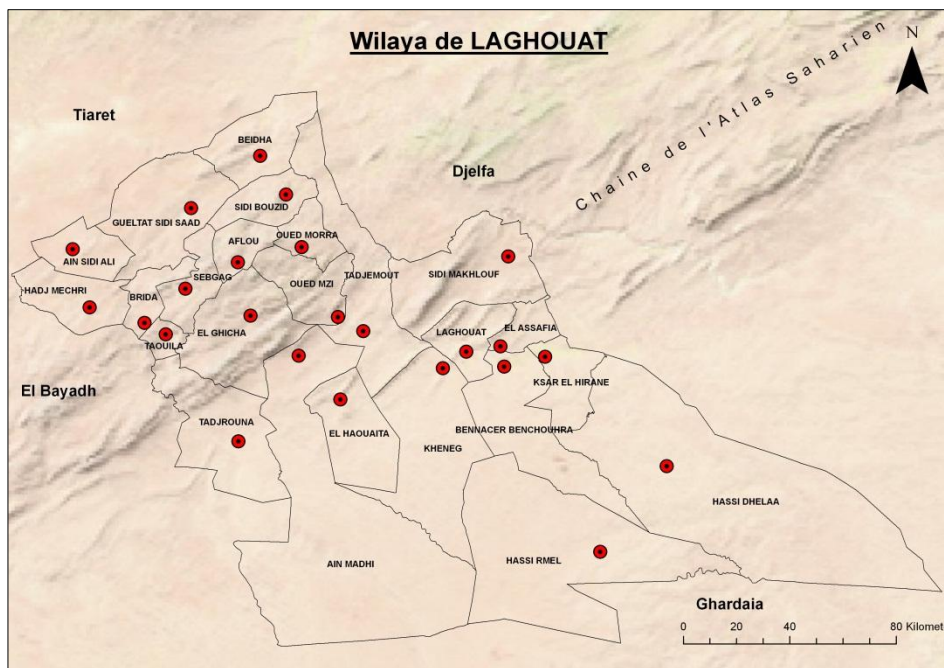 Wilaya de LAGHOUAT
N
Chaine de l'Atlas Saharien
Tiaret
BEIDHA
Djelfa
SIDI BOUZID
GUELTAT SIDI SAAD
OUED MORRA
AFLOU
AIN SIDI ALI
TADJEMOUT
SIDI MAKHLOUF
SEBGAG
OUED MZI
HADJ MECHRI
BRIDA
EL GHICHA
LAGHOUAT
EL ASSAFIA
TAOUILA
El Bayadh
KSAR EL HIRANE
TADJROUNA
EL HAOUAITA
BENNACER BENCHOUHRA
KHENEG
HASSI DHELAA
AIN MADHI
HASSI RMEL
Ghardaia
0 20 40 80 Kilomet